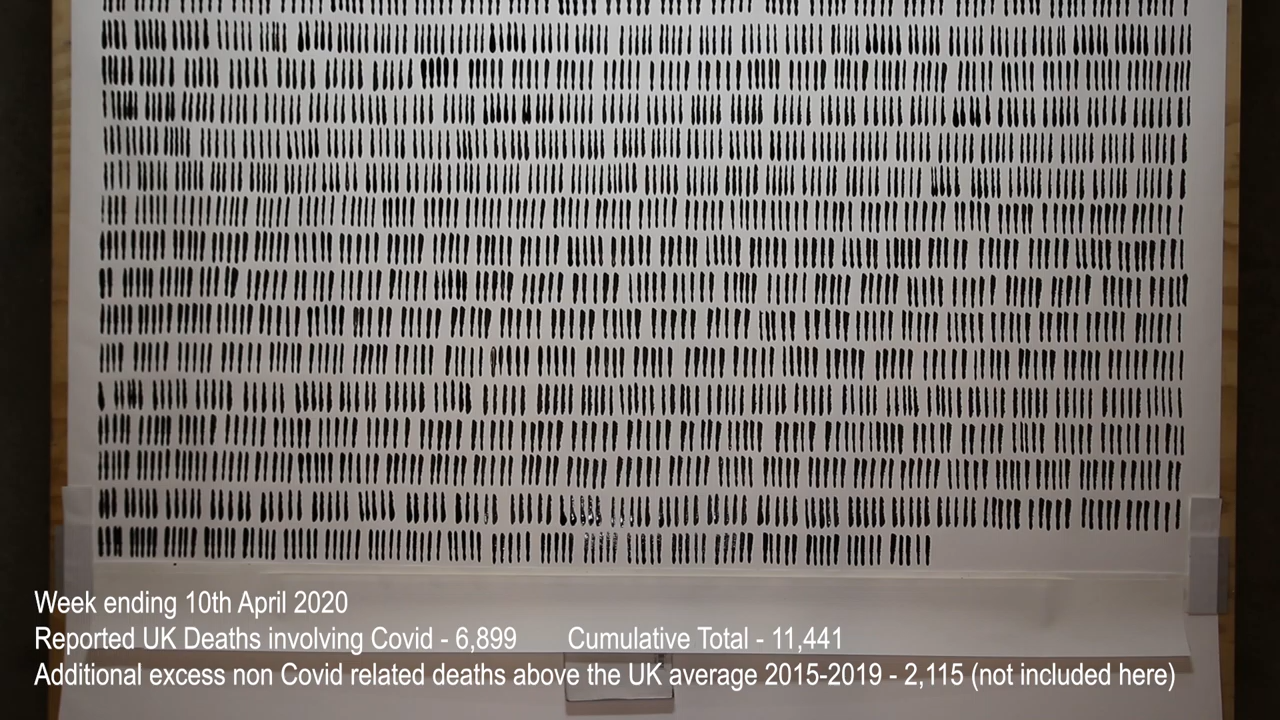 Week ending 10th April 2020
Reported UK Deaths involving Covid - 6,899 Cumulative Total - 11,441
Additional excess non Covid related deaths above the UK average 2015-2019 - 2,115 (not included here)